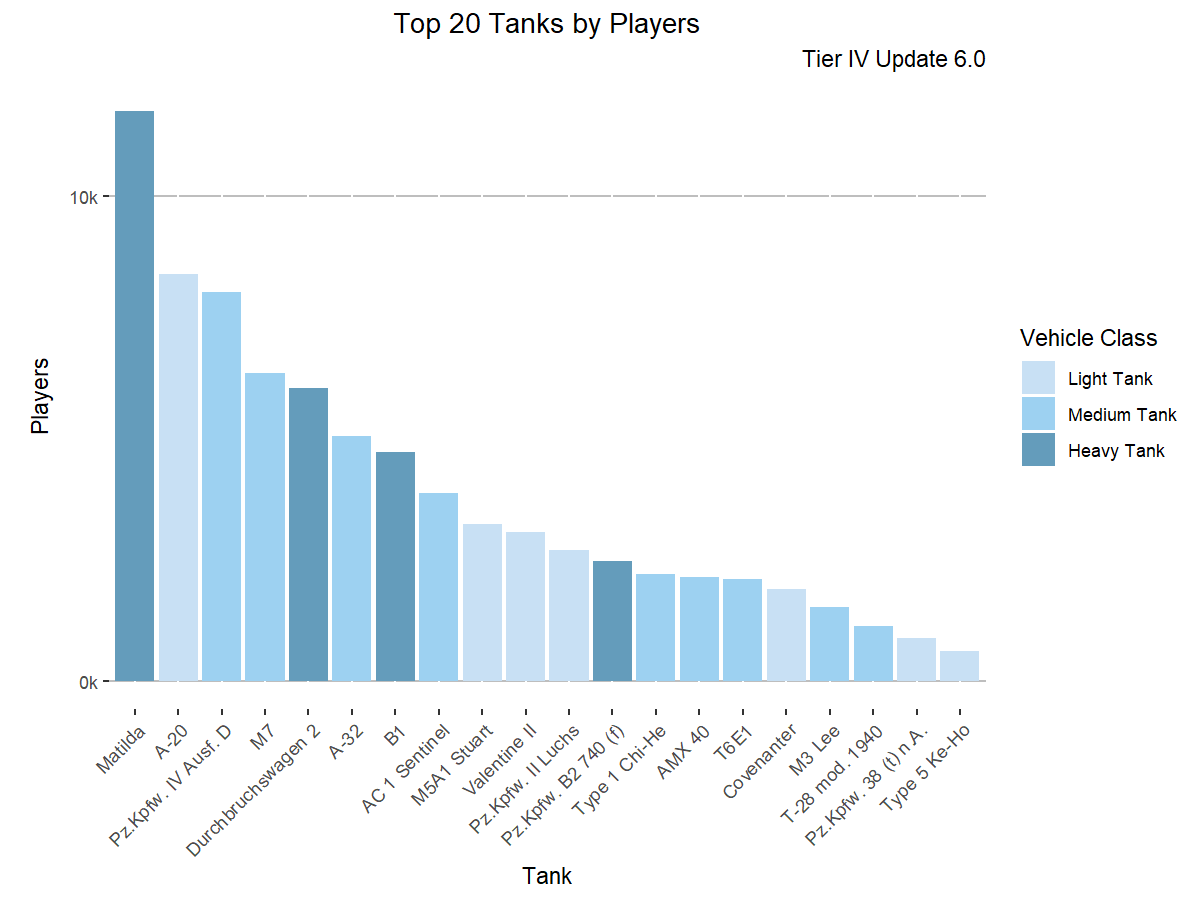 Top 20 Tanks by Players
Tier IV Update 6.0
10k
0k
Players
Matilda
A-20
Pz.Kpfw. IV Ausf. D
M7
Durchbruchswagen 2
A-32
B1
AC 1 Sentinel
M5A1 Stuart
Valentine II
Pz.Kpfw. II Luchs
Pz.Kpfw. B2 740 (f)
Type 1 Chi-He
AMX 40
T6E1
Covenanter
M3 Lee
T-28 mod. 1940
Pz.Kpfw. 38 (t) n.A.
Type 5 Ke-Ho
Tank
Vehicle Class
Light Tank
Medium Tank
Heavy Tank